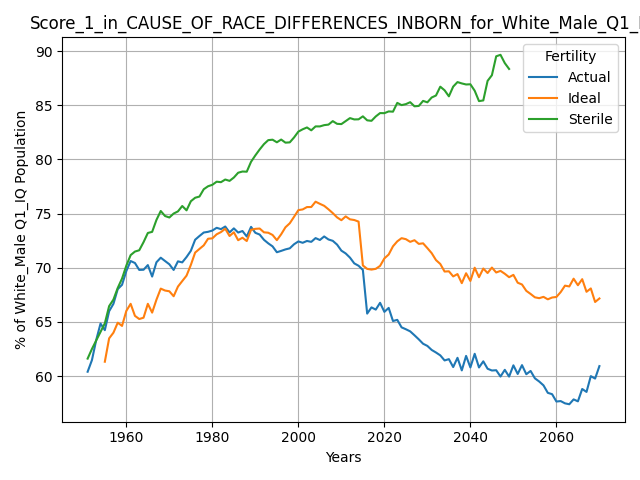 Score_1_in_CAUSE_OF_RACE_DIFFERENCES_INBORN_for_White_Male_Q1_
Fertility
Actual
Ideal
Sterile
% of White_Male Q1_IQ Population
90
85
80
75
70
65
60
1960
1980
2000
2020
2040
2060
Years